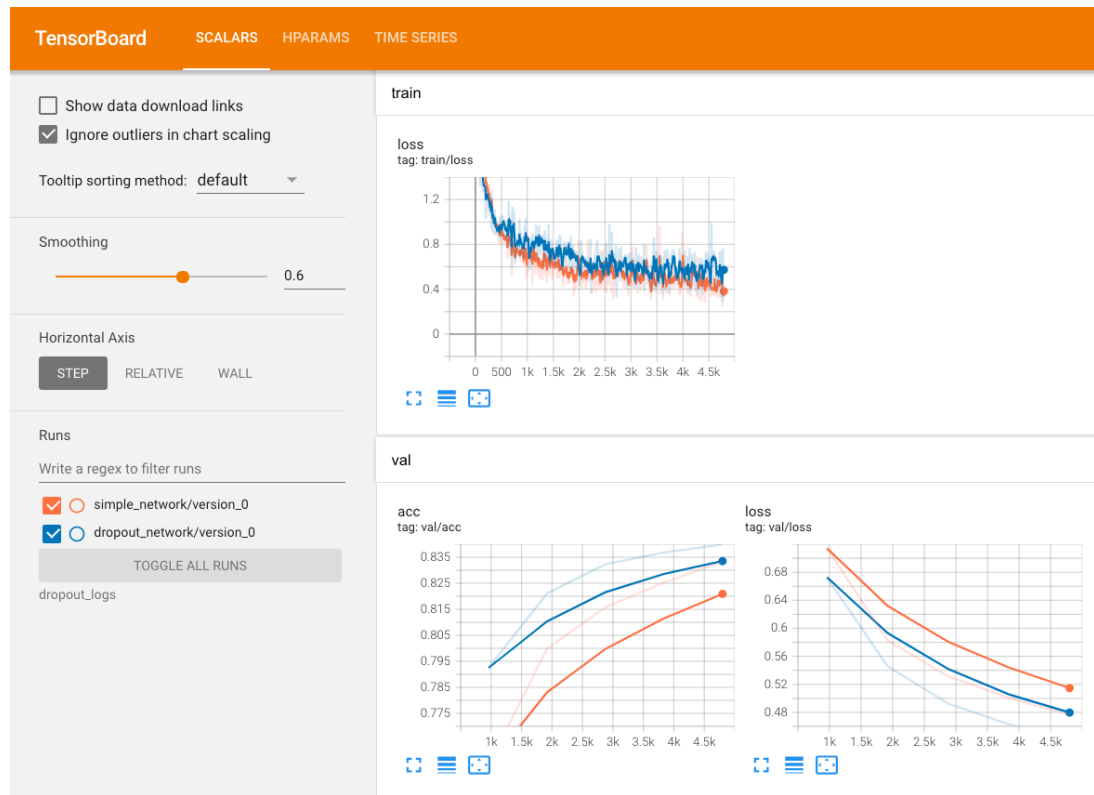 TensorBoard SCALARS HPARAMS TIME SERIES
Show data download links
Ignore outliers in chart scaling
Tooltip sorting method: default
Smoothing
0.6
Horizontal Axis
STEP RELATIVE WALL
Runs
Write a regex to filter runs
simple_network/version_0
dropout_network/version_0
TOGGLE ALL RUNS
dropout_logs
train
loss
tag: train/loss
1.2
0.8
0.4
0
0 500 1k 1.5k 2k 2.5k 3k 3.5k 4k 4.5k
val
acc
tag: val/acc
0.835
0.825
0.815
0.805
0.795
0.785
0.775
1k 1.5k 2k 2.5k 3k 3.5k 4k 4.5k
loss
tag: val/loss
0.68
0.64
0.6
0.56
0.52
0.48
1k 1.5k 2k 2.5k 3k 3.5k 4k 4.5k